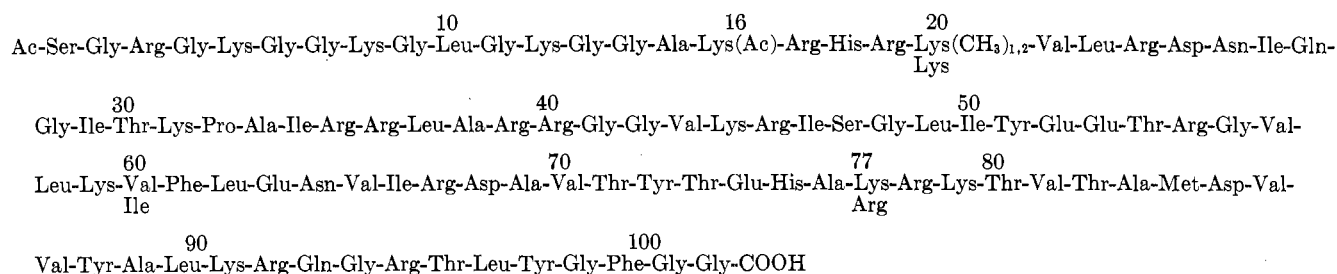 10 16 20
Ac-Ser-Gly-Arg-Gly-Lys-Gly-Gly-Lys-Gly-Leu-Gly-Lys-Gly-Gly-Ala-Lys(Ac)-Arg-His-Arg-Lys(CH₃)₁,₂-Val-Leu-Arg-Asp-Asn-Ile-Gln-
Lys
30 40 50
Gly-Ile-Thr-Lys-Pro-Ala-Ile-Arg-Arg-Leu-Ala-Arg-Arg-Gly-Gly-Val-Lys-Arg-Ile-Ser-Gly-Leu-Ile-Tyr-Glu-Glu-Thr-Arg-Gly-Val-
60 70 77 80
Leu-Lys-Val-Phe-Leu-Glu-Asn-Val-Ile-Arg-Asp-Ala-Val-Thr-Tyr-Thr-Glu-His-Ala-Lys-Arg-Lys-Thr-Val-Thr-Ala-Met-Asp-Val-
Ile Arg
90 100
Val-Tyr-Ala-Leu-Lys-Arg-Gln-Gly-Arg-Thr-Leu-Tyr-Gly-Phe-Gly-Gly-COOH